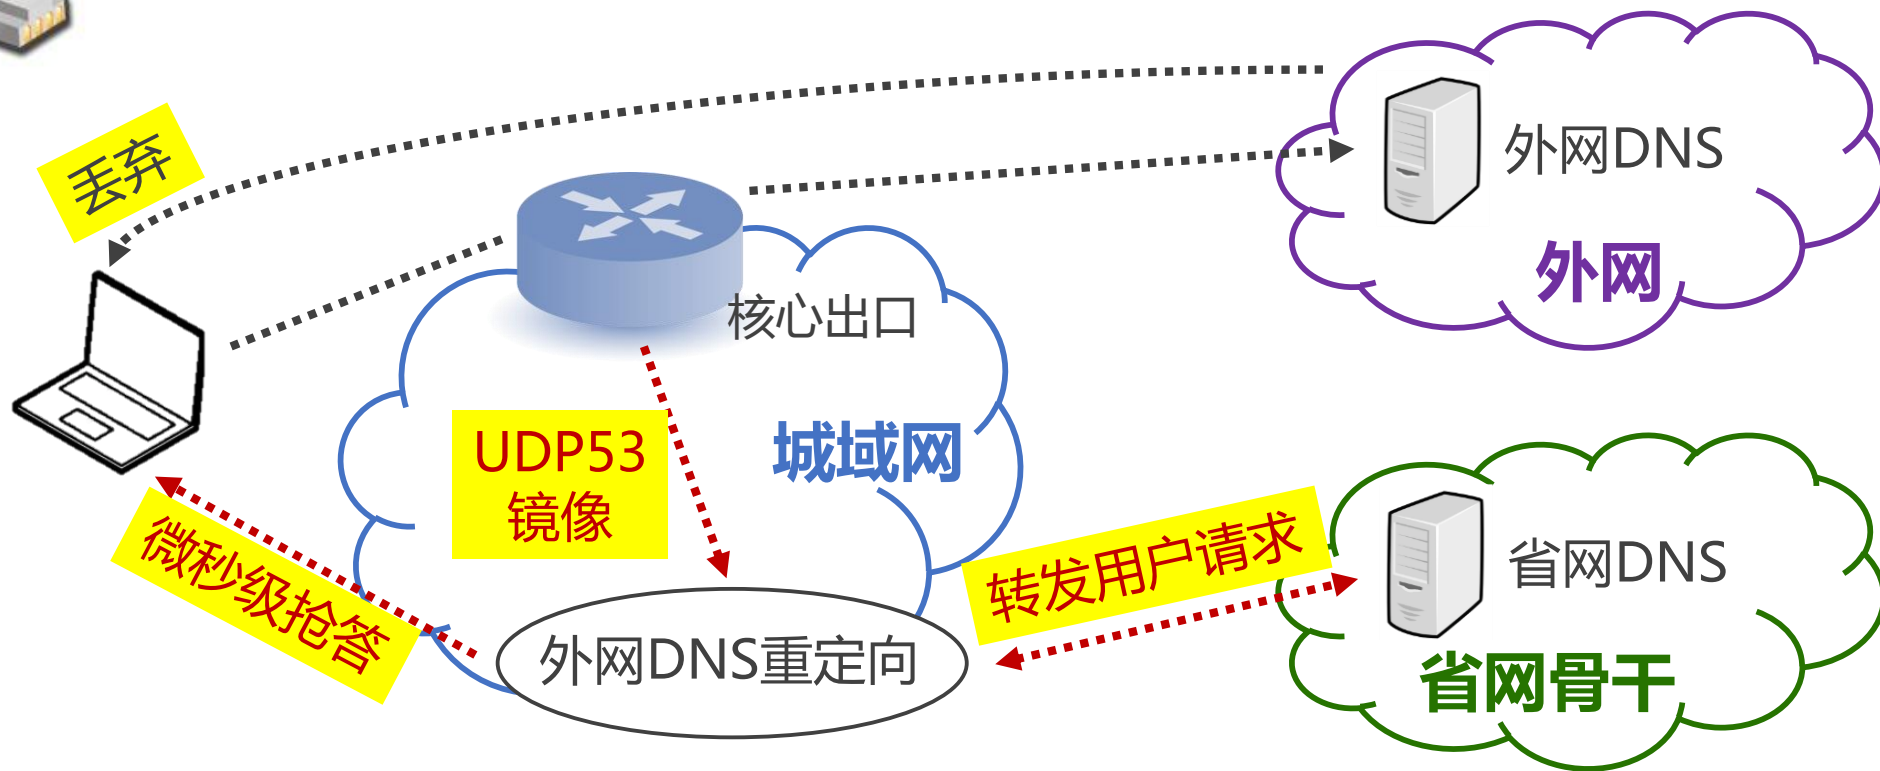 丢弃
外网DNS
外网
核心出口
UDP53
镜像
城域网
微秒级抢答
转发用户请求
省网DNS
外网DNS重定向
省网骨干